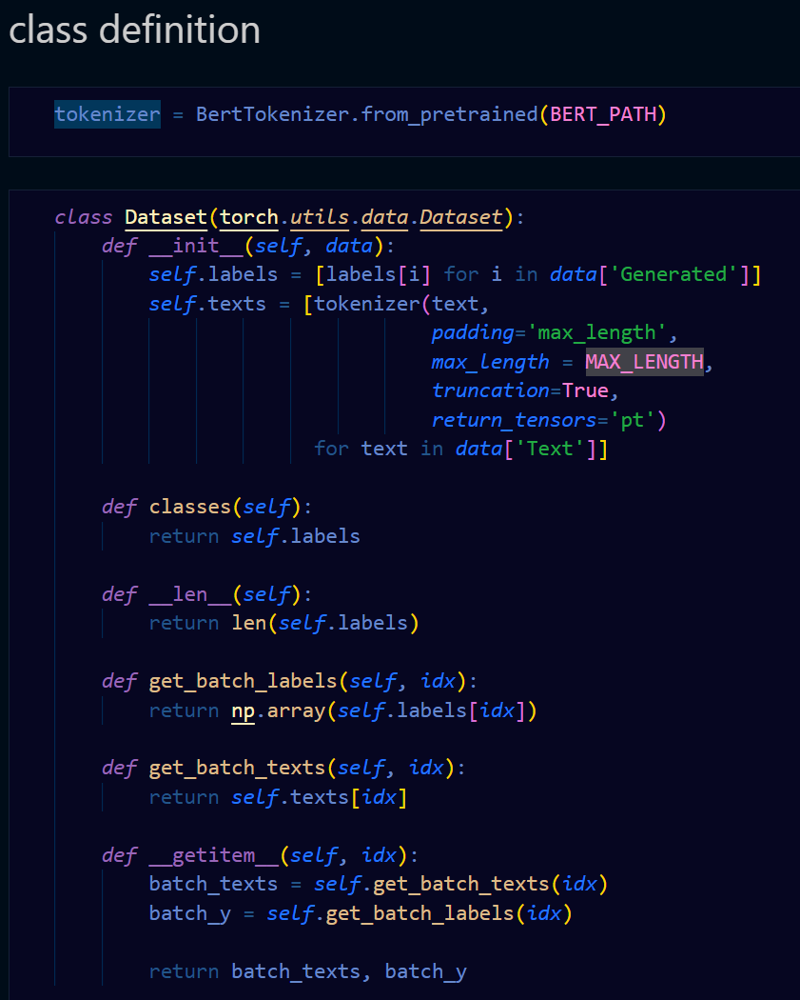 class definition
tokenizer = BertTokenizer.from_pretrained(BERT_PATH)
class Dataset(torch.utils.data.Dataset):
    def __init__(self, data):
        self.labels = [labels[i] for i in data['Generated']]
        self.texts = [tokenizer(text,
                                padding='max_length',
                                max_length = MAX_LENGTH,
                                truncation=True,
                                return_tensors='pt')
                      for text in data['Text']]
    def classes(self):
        return self.labels
    def __len__(self):
        return len(self.labels)
    def get_batch_labels(self, idx):
        return np.array(self.labels[idx])
    def get_batch_texts(self, idx):
        return self.texts[idx]
    def __getitem__(self, idx):
        batch_texts = self.get_batch_texts(idx)
        batch_y = self.get_batch_labels(idx)
        return batch_texts, batch_y